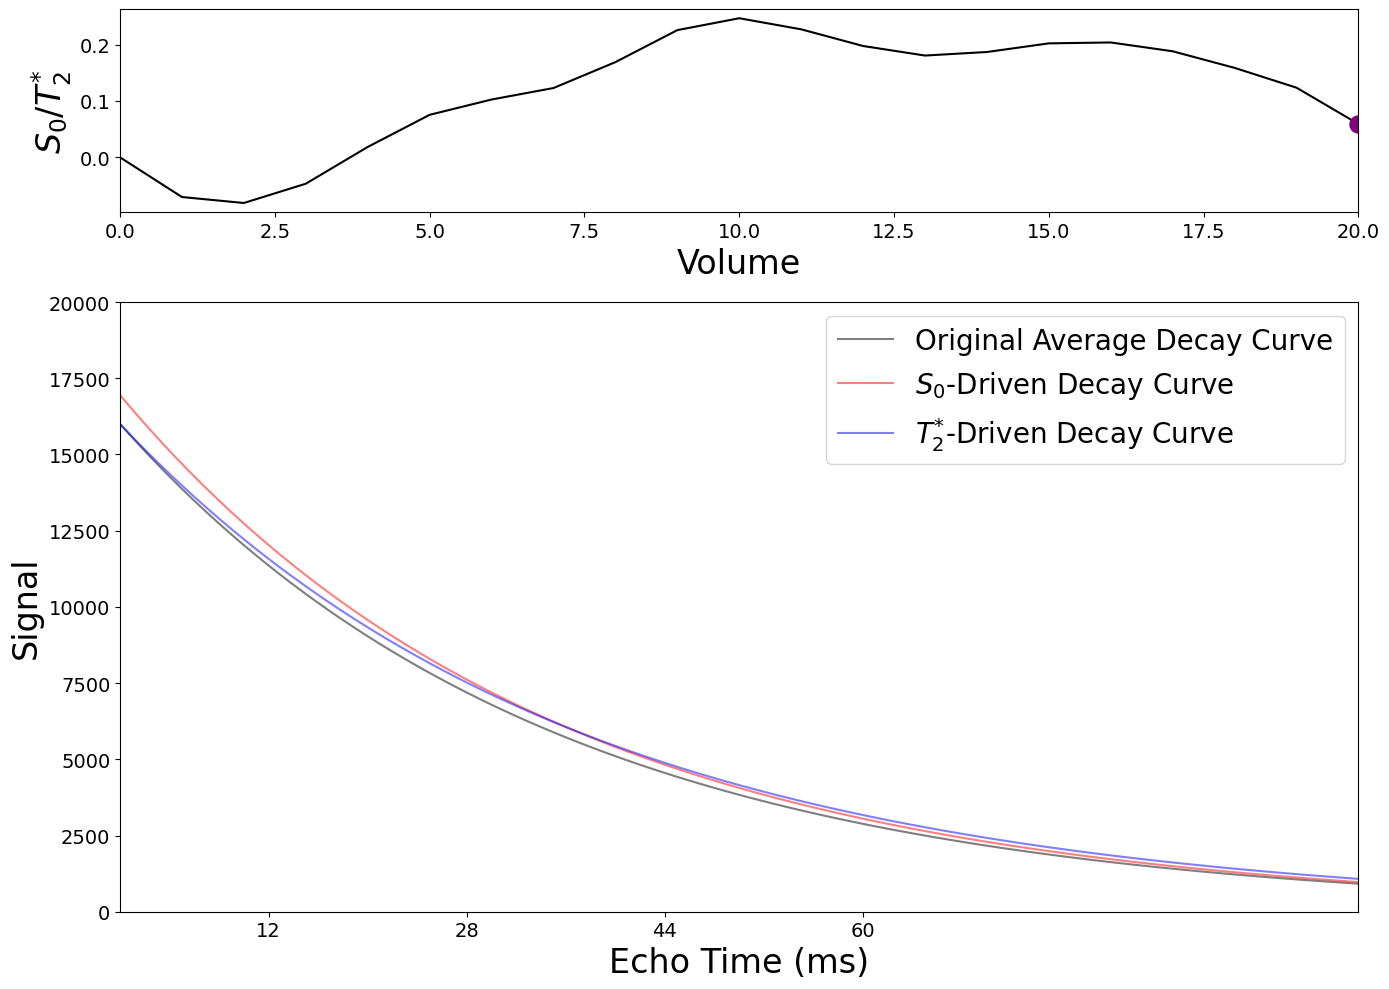 S₀/T₂*
0.2
0.1
0.0
0.0 2.5 5.0 7.5 10.0 12.5 15.0 17.5 20.0
Volume
Signal
20000
17500
15000
12500
10000
7500
5000
2500
0
Original Average Decay Curve
S₀-Driven Decay Curve
T₂*-Driven Decay Curve
12 28 44 60
Echo Time (ms)